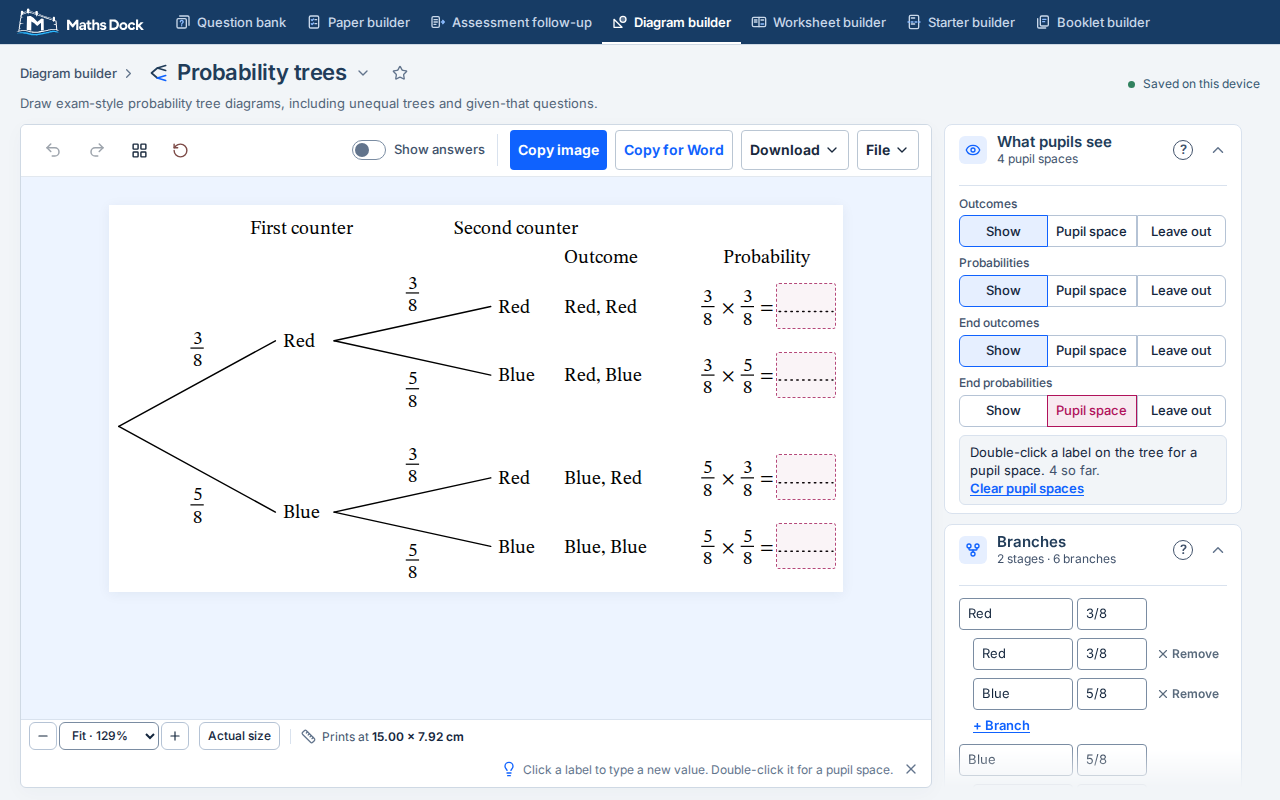 Maths Dock
Question bank
Paper builder
Assessment follow-up
Diagram builder
Worksheet builder
Starter builder
Booklet builder
Diagram builder
Probability trees
Saved on this device
Draw exam-style probability tree diagrams, including unequal trees and given-that questions.
Show answers
Copy image
Copy for Word
Download
File
First counter
Second counter
Outcome
Probability
3/8
Red
3/8
Red
Red, Red
3/8 × 3/8 =
5/8
Blue
Red, Blue
3/8 × 5/8 =
5/8
Blue
3/8
Red
Blue, Red
5/8 × 3/8 =
5/8
Blue
Blue, Blue
5/8 × 5/8 =
Fit · 129%
Actual size
Prints at 15.00 × 7.92 cm
Click a label to type a new value. Double-click it for a pupil space.
What pupils see
4 pupil spaces
?
Outcomes
Show
Pupil space
Leave out
Probabilities
Show
Pupil space
Leave out
End outcomes
Show
Pupil space
Leave out
End probabilities
Show
Pupil space
Leave out
Double-click a label on the tree for a
pupil space. 4 so far.
Clear pupil spaces
Branches
2 stages · 6 branches
?
Red
3/8
Red
3/8
Remove
Blue
5/8
Remove
+ Branch
Blue
5/8